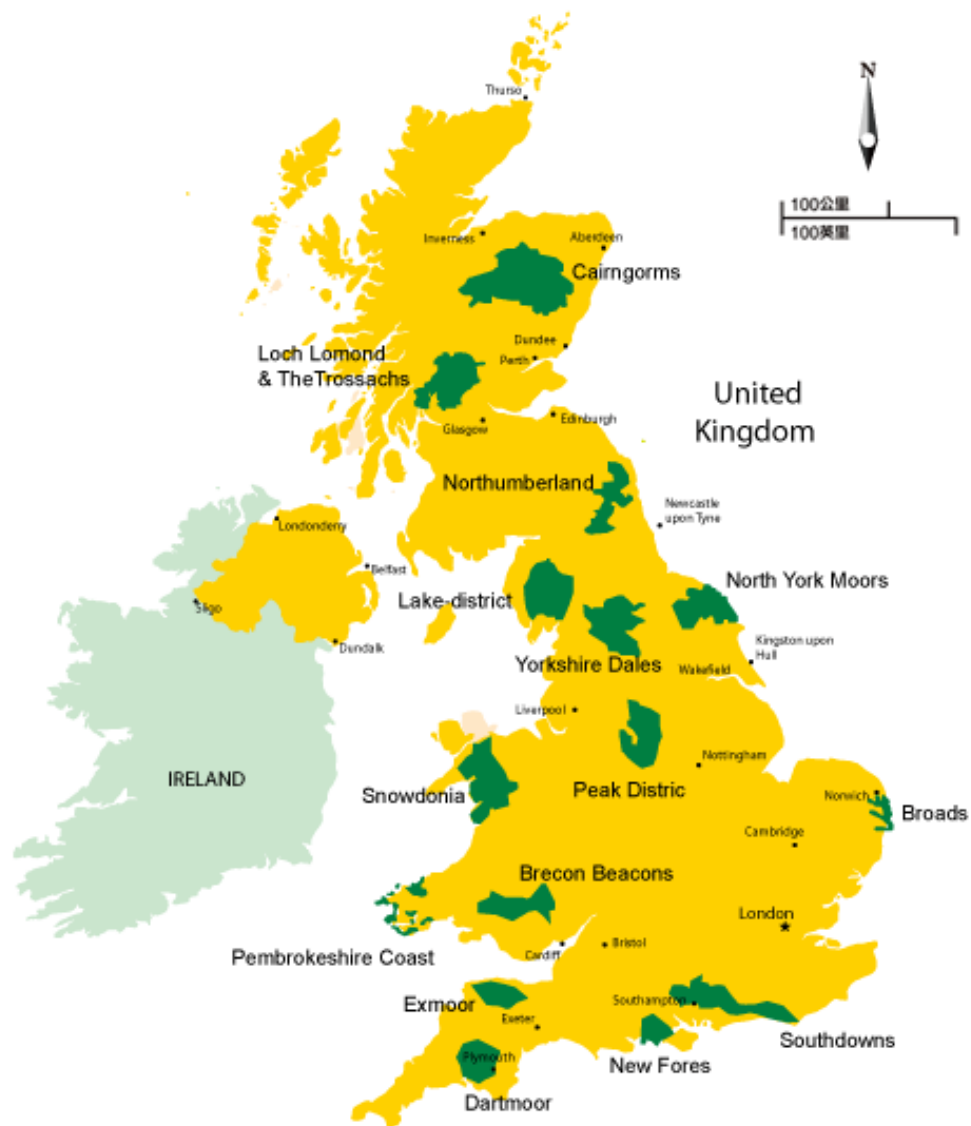 Thurso
N
100公里
100英里
Inverness
Aberdeen
Cairngorms
Dundee
Perth
Loch Lomond
& TheTrossachs
United
Kingdom
Glasgow
Edinburgh
Northumberland
Newcastle
upon Tyne
Londondeny
Belfast
North York Moors
Lake-district
Sligo
Dundalk
Kingston upon
Hull
Yorkshire Dales
Wakefield
Liverpool
Nottingham
IRELAND
Snowdonia
Peak Distric
Norwich
Broads
Cambridge
Brecon Beacons
London
Pembrokeshire Coast
Cardiff
Bristol
Exmoor
Southampton
Exeter
Southdowns
Plymouth
New Fores
Dartmoor